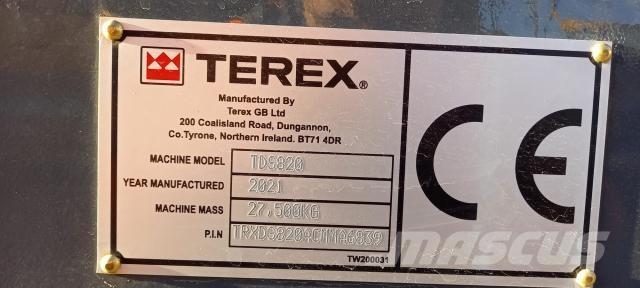 TEREX®
Manufactured By
Terex GB Ltd
200 Coalisland Road, Dungannon,
Co.Tyrone, Northern Ireland. BT71 4DR
MACHINE MODEL TDS820
YEAR MANUFACTURED 2021
MACHINE MASS 27,500KG
P.I.N
TW200031
CE
MASCUS